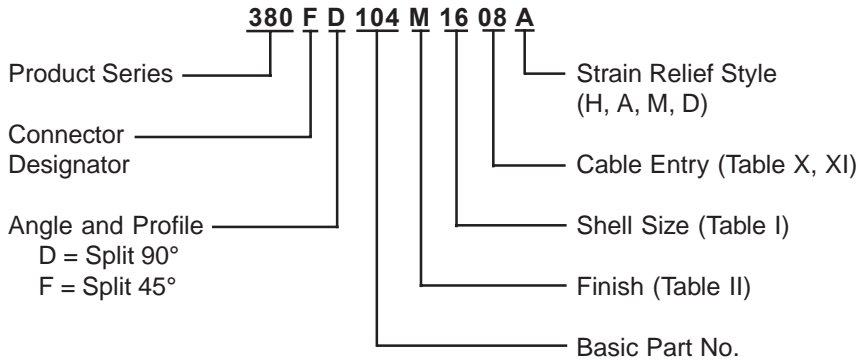 380 F D 104 M 16 08 A
Product Series
Connector
Designator
Angle and Profile
D = Split 90°
F = Split 45°
Strain Relief Style
(H, A, M, D)
Cable Entry (Table X, XI)
Shell Size (Table I)
Finish (Table II)
Basic Part No.